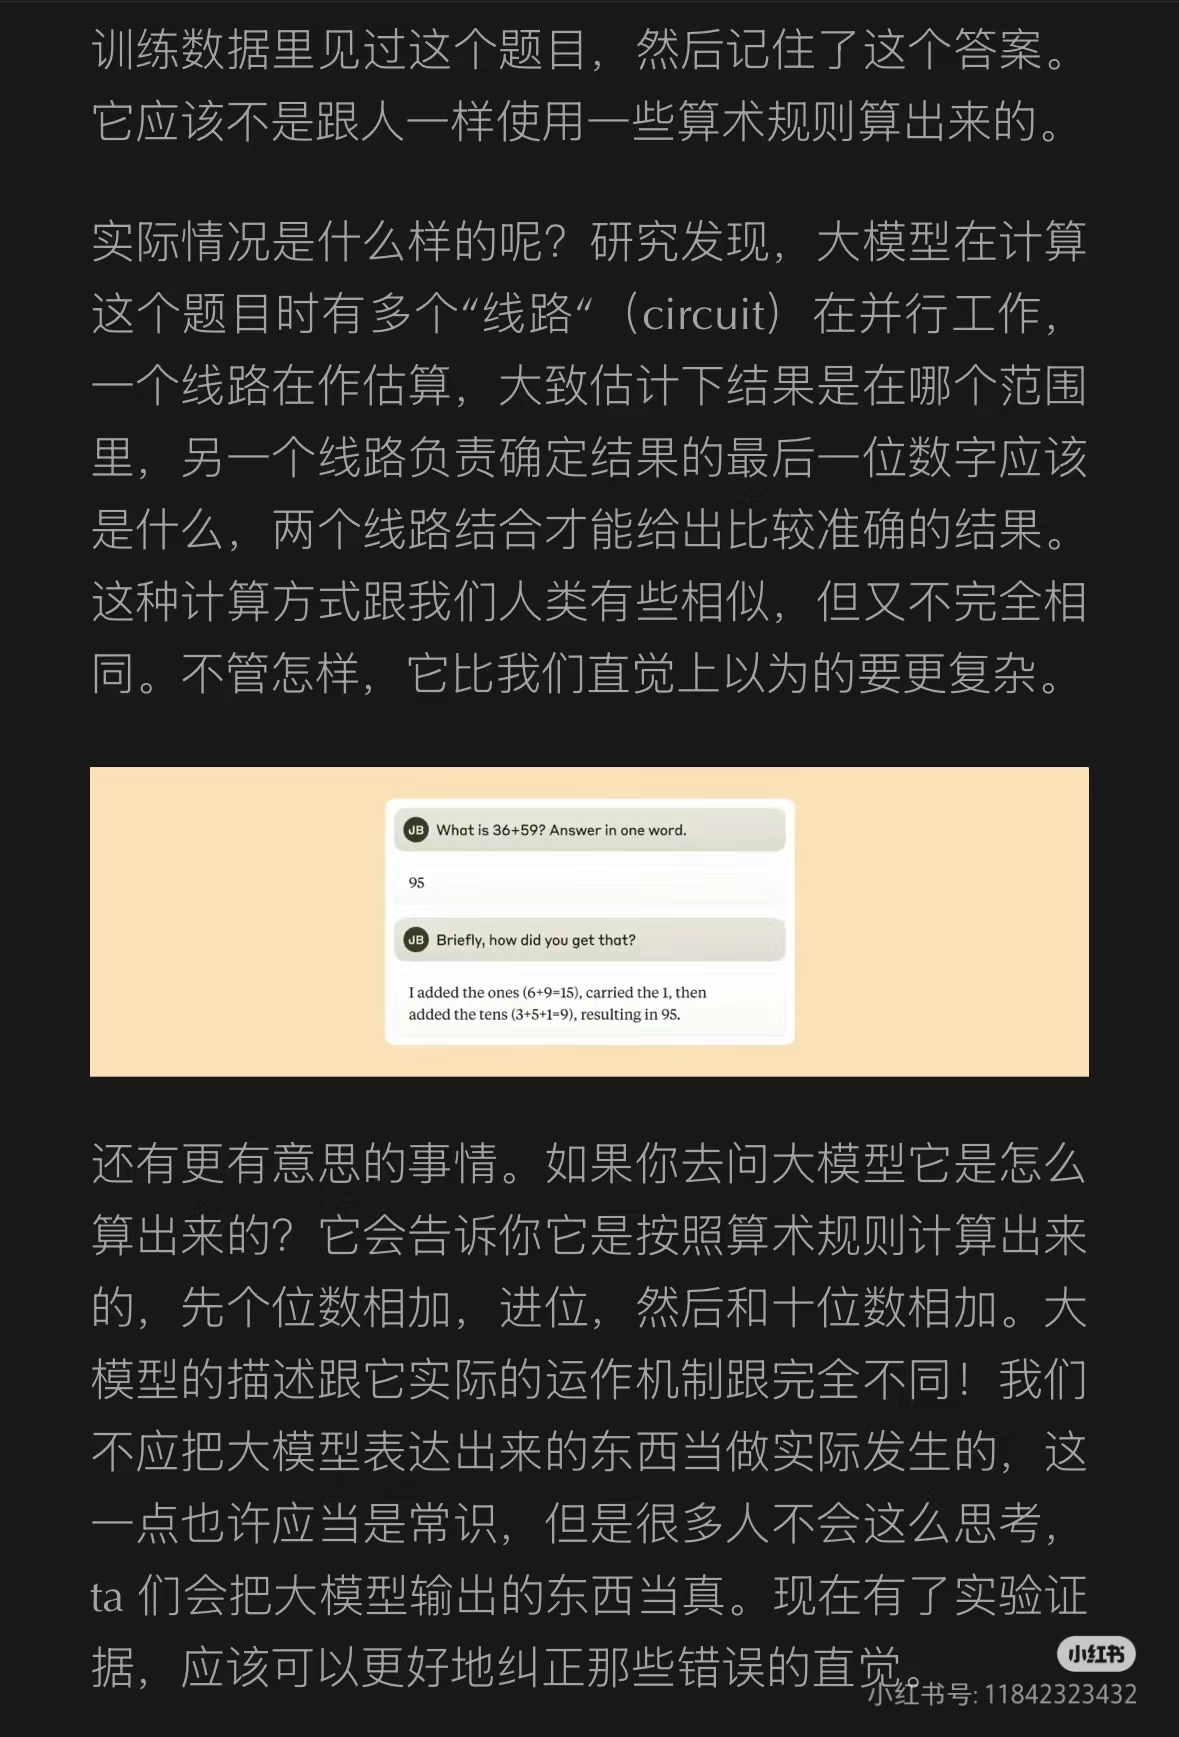 训练数据里见过这个题目，然后记住了这个答案。
它应该不是跟人一样使用一些算术规则算出来的。
实际情况是什么样的呢？研究发现，大模型在计算
这个题目时有多个“线路“（circuit）在并行工作，
一个线路在作估算，大致估计下结果是在哪个范围
里，另一个线路负责确定结果的最后一位数字应该
是什么，两个线路结合才能给出比较准确的结果。
这种计算方式跟我们人类有些相似，但又不完全相
同。不管怎样，它比我们直觉上以为的要更复杂。
JB What is 36+59? Answer in one word.
95
JB Briefly, how did you get that?
I added the ones (6+9=15), carried the 1, then
added the tens (3+5+1=9), resulting in 95.
还有更有意思的事情。如果你去问大模型它是怎么
算出来的？它会告诉你它是按照算术规则计算出来
的，先个位数相加，进位，然后和十位数相加。大
模型的描述跟它实际的运作机制跟完全不同！我们
不应把大模型表达出来的东西当做实际发生的，这
一点也许应当是常识，但是很多人不会这么思考，
ta 们会把大模型输出的东西当真。现在有了实验证
据，应该可以更好地纠正那些错误的直觉。
小红书
小红书号: 11842323432